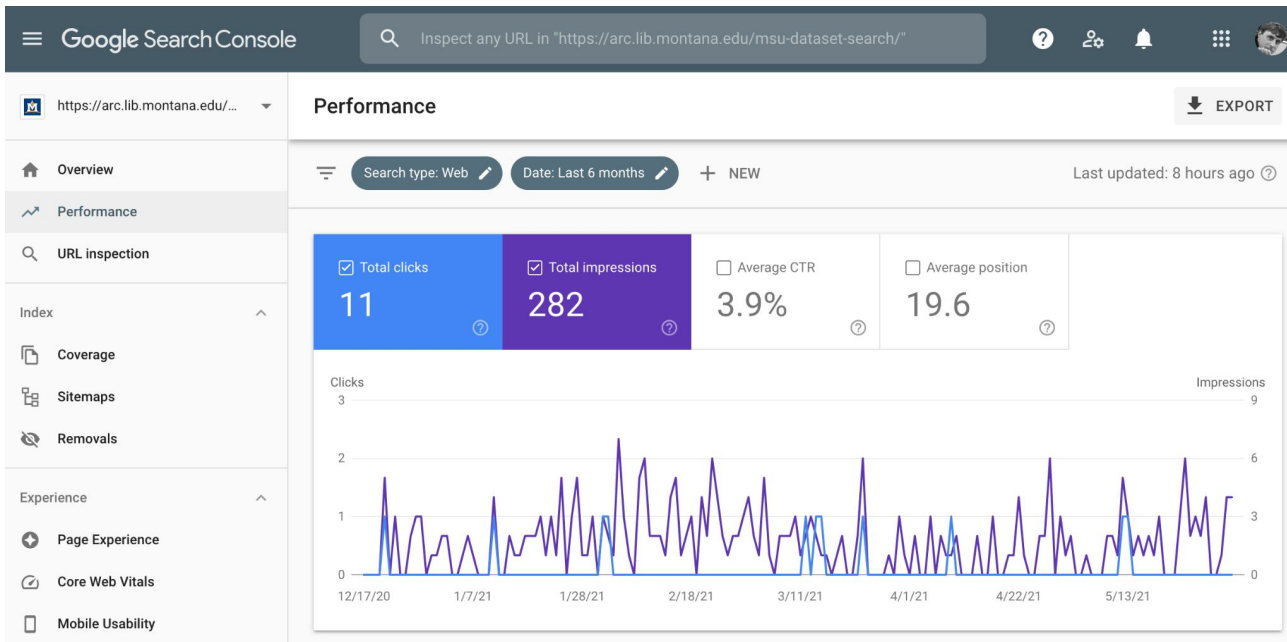 Google Search Console
Inspect any URL in "https://arc.lib.montana.edu/msu-dataset-search/"
https://arc.lib.montana.edu/...
Performance
EXPORT
Overview
Performance
URL inspection
Index
Coverage
Sitemaps
Removals
Experience
Page Experience
Core Web Vitals
Mobile Usability
Search type: Web
Date: Last 6 months
+ NEW
Last updated: 8 hours ago
Total clicks
11
Total impressions
282
Average CTR
3.9%
Average position
19.6
Clicks
Impressions
3
9
2
6
1
3
0
0
12/17/20 1/7/21 1/28/21 2/18/21 3/11/21 4/1/21 4/22/21 5/13/21